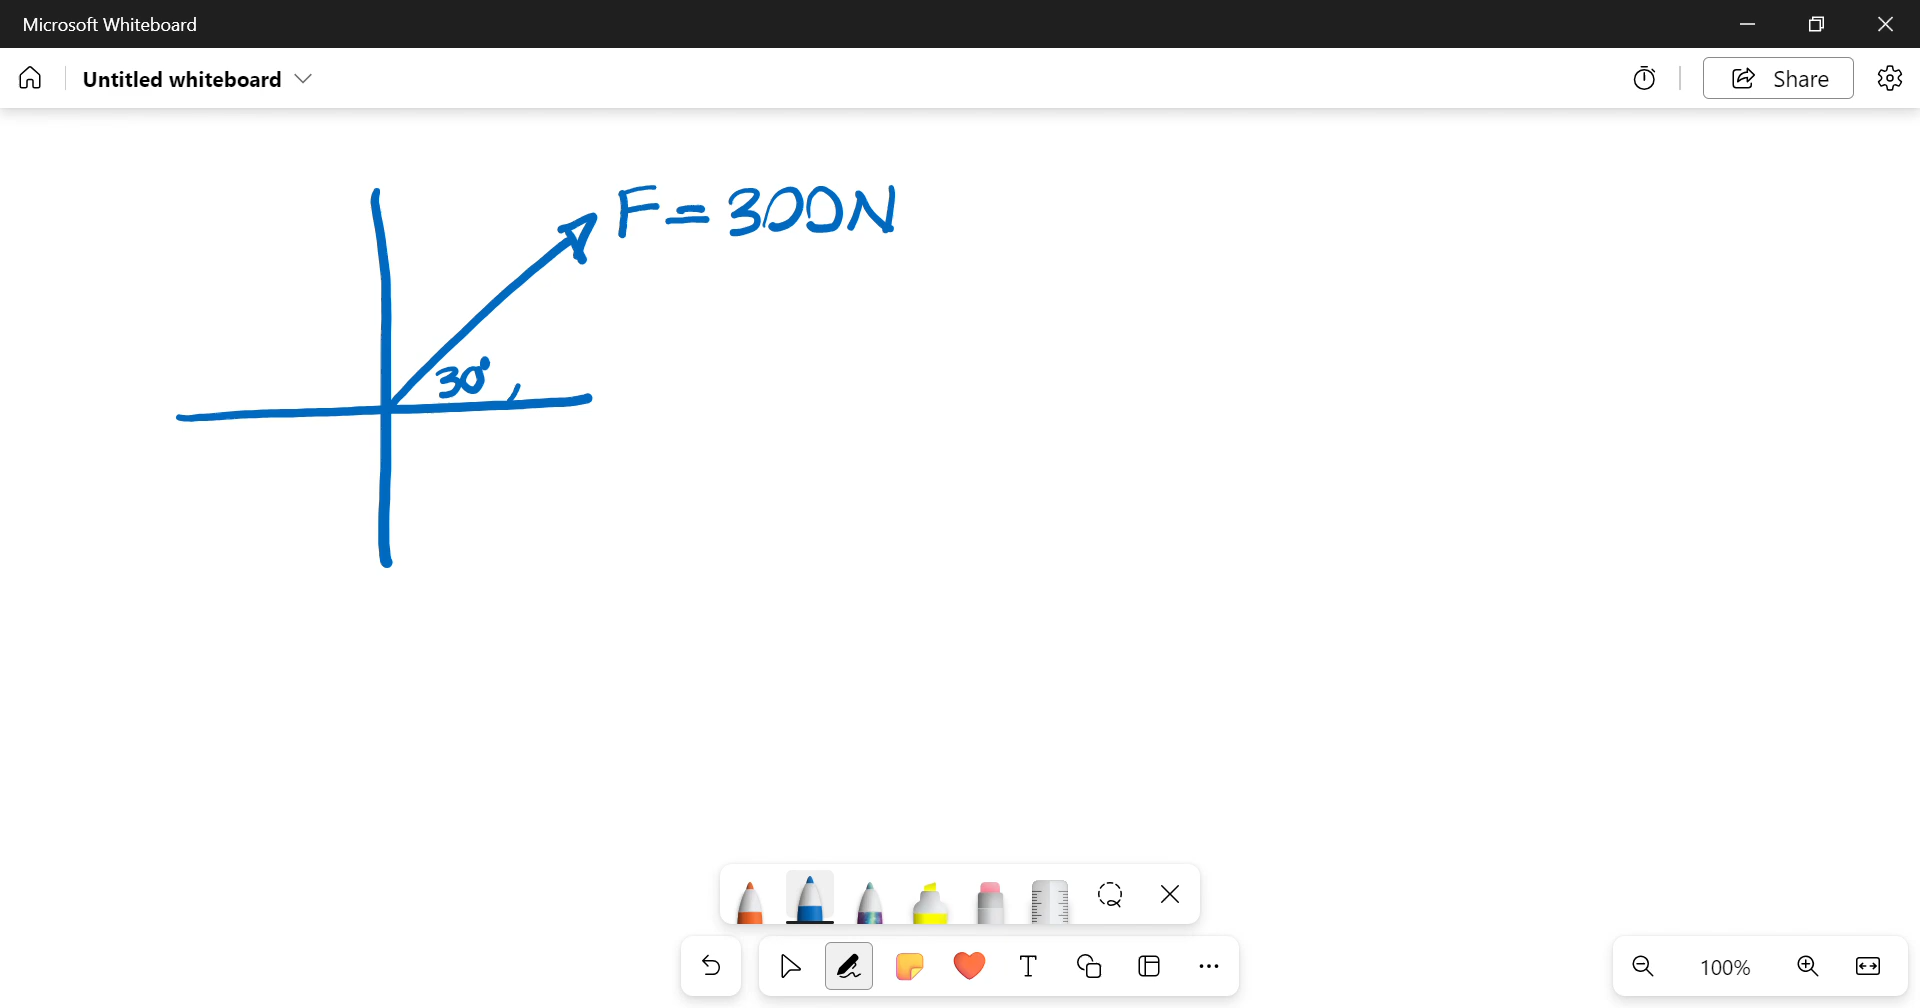 Microsoft Whiteboard
Untitled whiteboard
Share
F = 300N
30°
T
100%